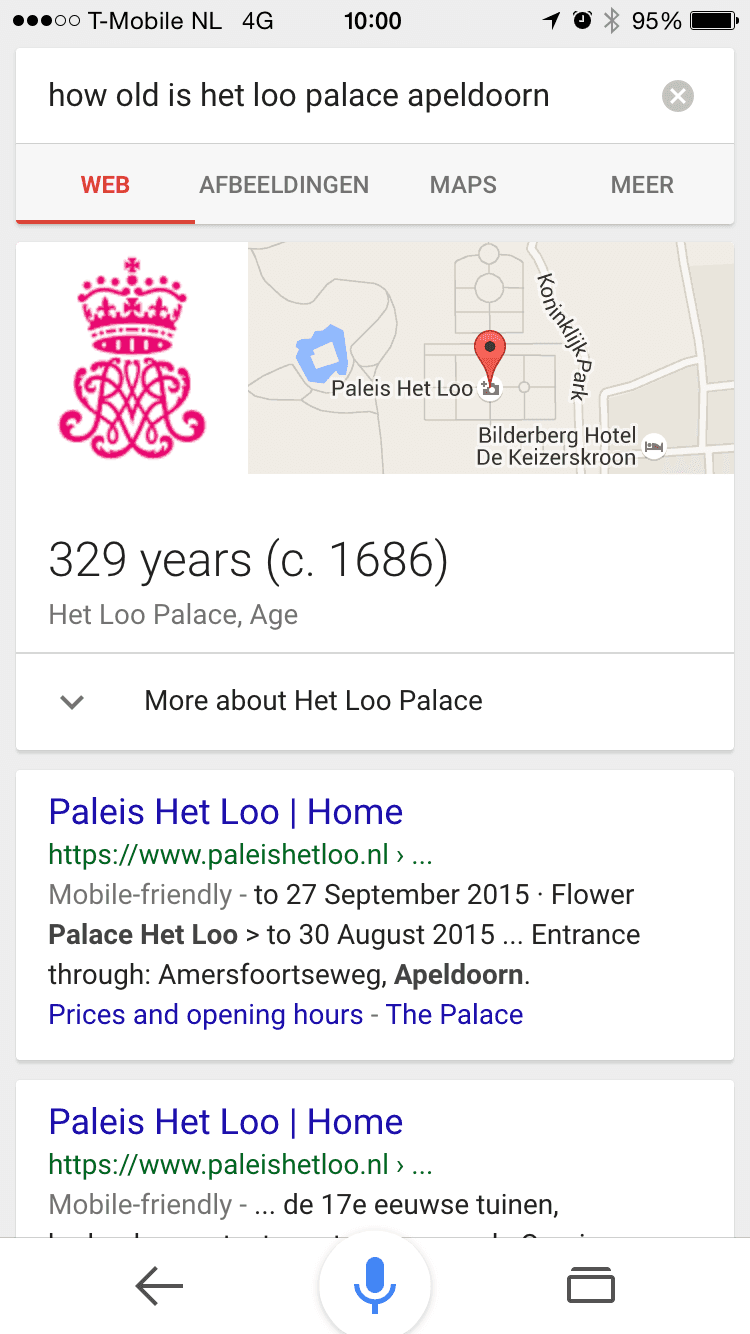 T-Mobile NL 4G 10:00 95%
how old is het loo palace apeldoorn
WEB AFBEELDINGEN MAPS MEER
Koninklijk Park
Paleis Het Loo
Bilderberg Hotel
De Keizerskroon
329 years (c. 1686)
Het Loo Palace, Age
More about Het Loo Palace
Paleis Het Loo | Home
https://www.paleishetloo.nl › ...
Mobile-friendly - to 27 September 2015 · Flower
Palace Het Loo > to 30 August 2015 ... Entrance
through: Amersfoortseweg, Apeldoorn.
Prices and opening hours - The Palace
Paleis Het Loo | Home
https://www.paleishetloo.nl › ...
Mobile-friendly - ... de 17e eeuwse tuinen,